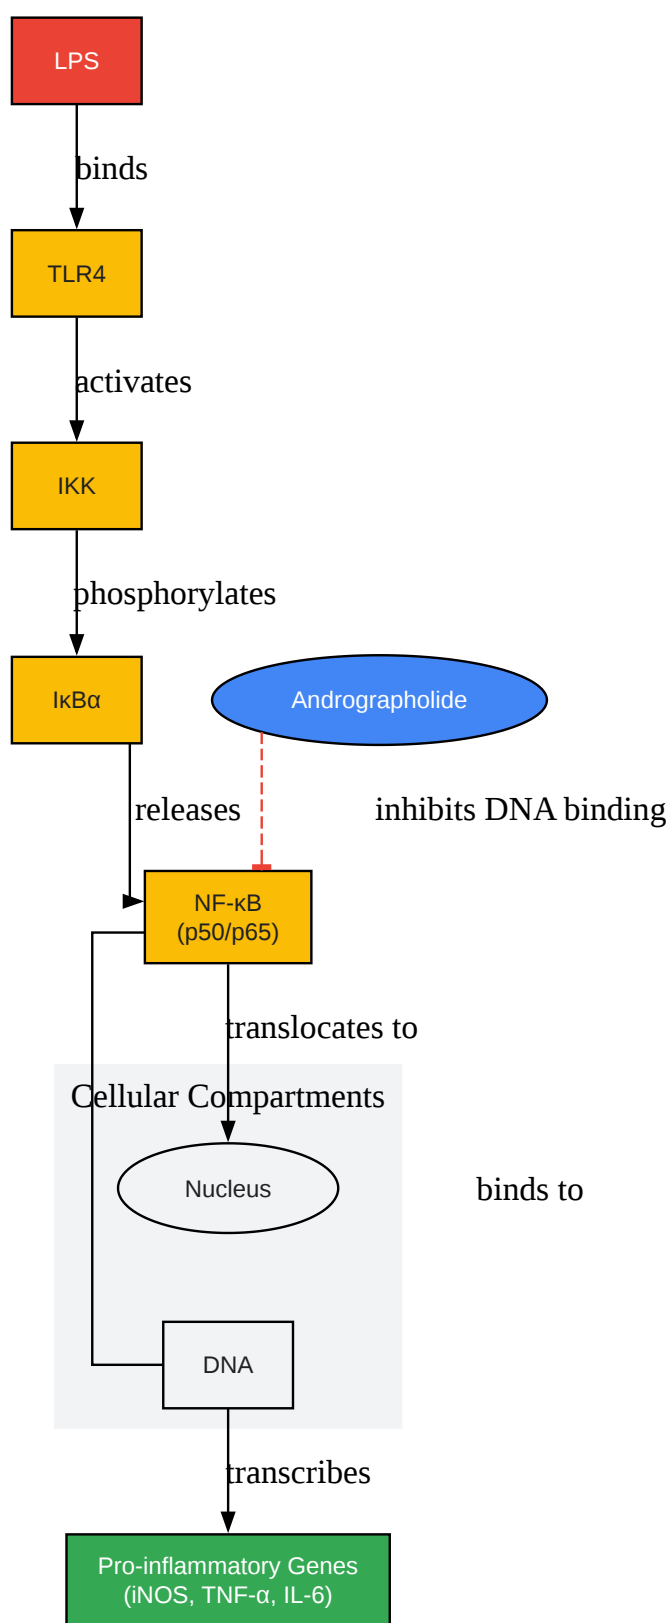 LPS
binds
TLR4
activates
IKK
phosphorylates
IκBα
Andrographolide
releases
inhibits DNA binding
NF-κB
(p50/p65)
translocates to
Cellular Compartments
Nucleus
binds to
DNA
transcribes
Pro-inflammatory Genes
(iNOS, TNF-α, IL-6)